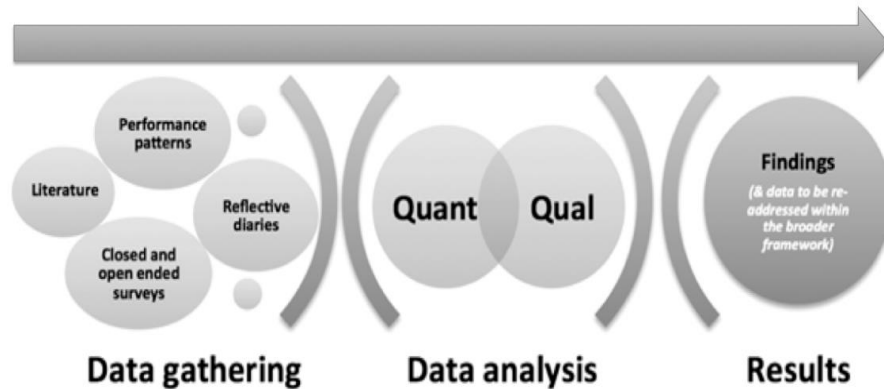 Performance
patterns
Literature
Reflective
diaries
Closed and
open ended
surveys
Quant
Qual
Findings
(& data to be re-
addressed within
the broader
framework)
Data gathering
Data analysis
Results